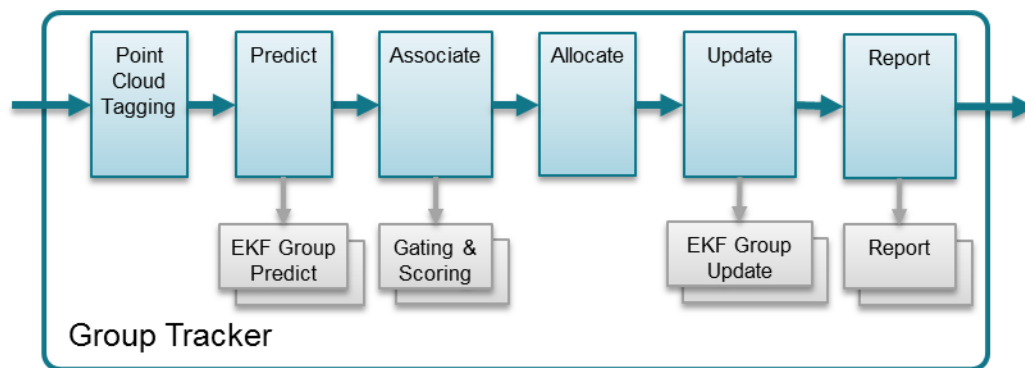 Point
Cloud
Tagging
Predict
Associate
Allocate
Update
Report
EKF Group
Predict
Gating &
Scoring
EKF Group
Update
Report
Group Tracker